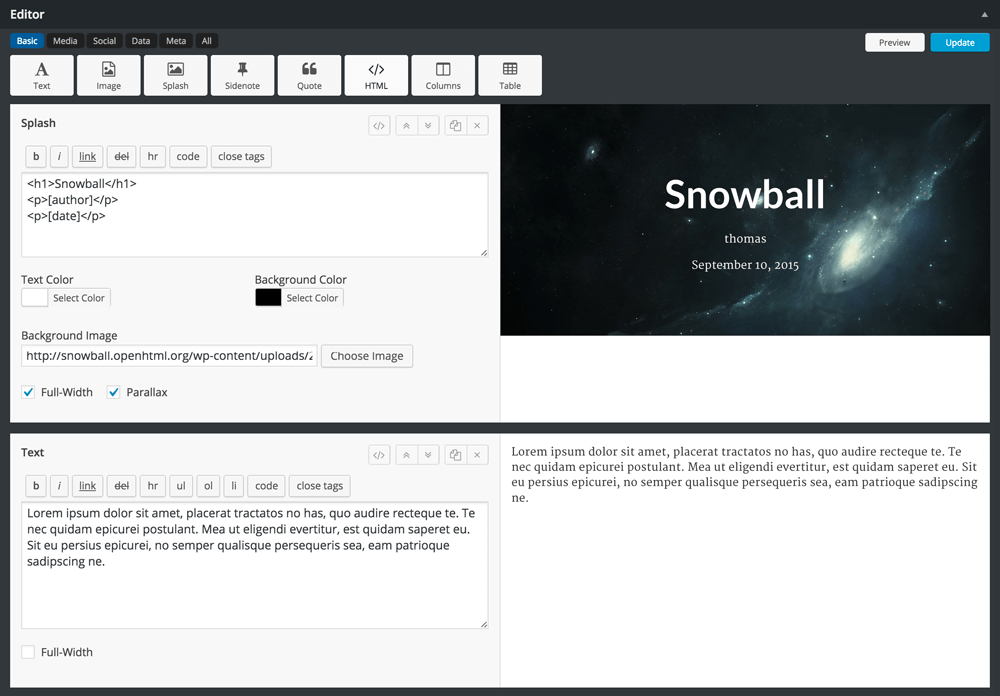 Editor
Basic Media Social Data Meta All
Preview Update
Text Image Splash Sidenote Quote HTML Columns Table
Splash
b i link del hr code close tags
<h1>Snowball</h1>
<p>[author]</p>
<p>[date]</p>
Text Color Background Color
Select Color Select Color
Background Image
http://snowball.openhtml.org/wp-content/uploads/ Choose Image
Full-Width Parallax
Snowball
thomas
September 10, 2015
Text
b i link del hr ul ol li code close tags
Lorem ipsum dolor sit amet, placerat tractatos no has, quo audire recteque te. Te
nec quidam epicurei postulant. Mea ut eligendi evertitur, est quidam saperet eu.
Sit eu persius epicurei, no semper qualisque persequeris sea, eam patrioque
sadipscing ne.
Full-Width
Lorem ipsum dolor sit amet, placerat tractatos no has, quo audire recteque te. Te
nec quidam epicurei postulant. Mea ut eligendi evertitur, est quidam saperet eu. Sit
eu persius epicurei, no semper qualisque persequeris sea, eam patrioque sadipscing
ne.